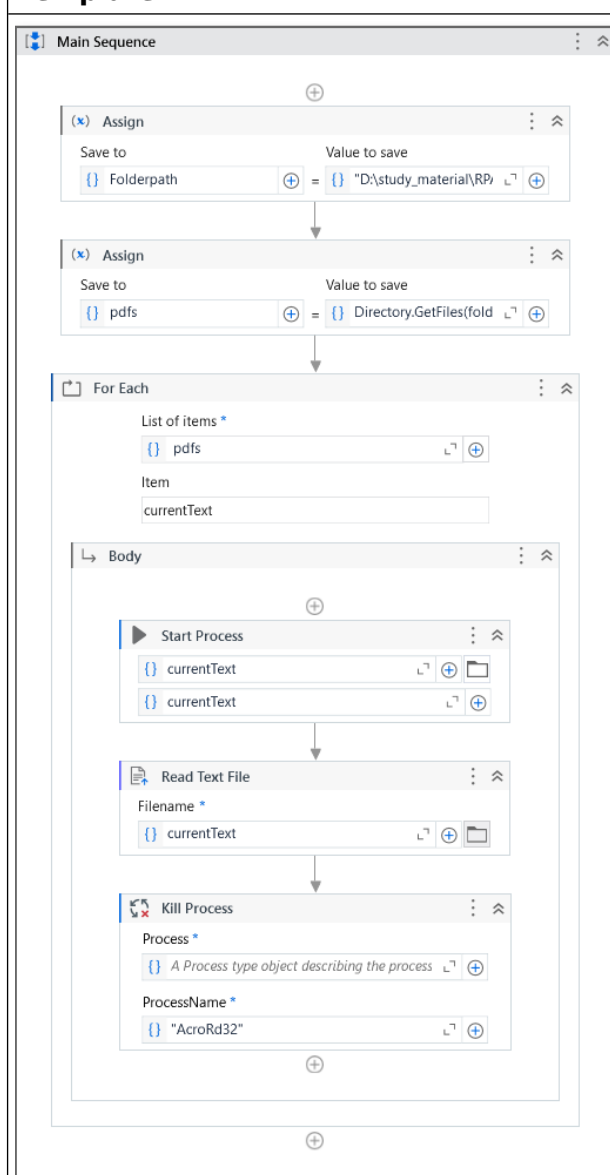 Main Sequence
(x) Assign
Save to
Value to save
{} Folderpath
= {} "D:\study_material\RP
(x) Assign
Save to
Value to save
{} pdfs
= {} Directory.GetFiles(fold
For Each
List of items *
{} pdfs
Item
currentText
Body
Start Process
{} currentText
{} currentText
Read Text File
Filename *
{} currentText
Kill Process
Process *
{} A Process type object describing the process
ProcessName *
{} "AcroRd32"